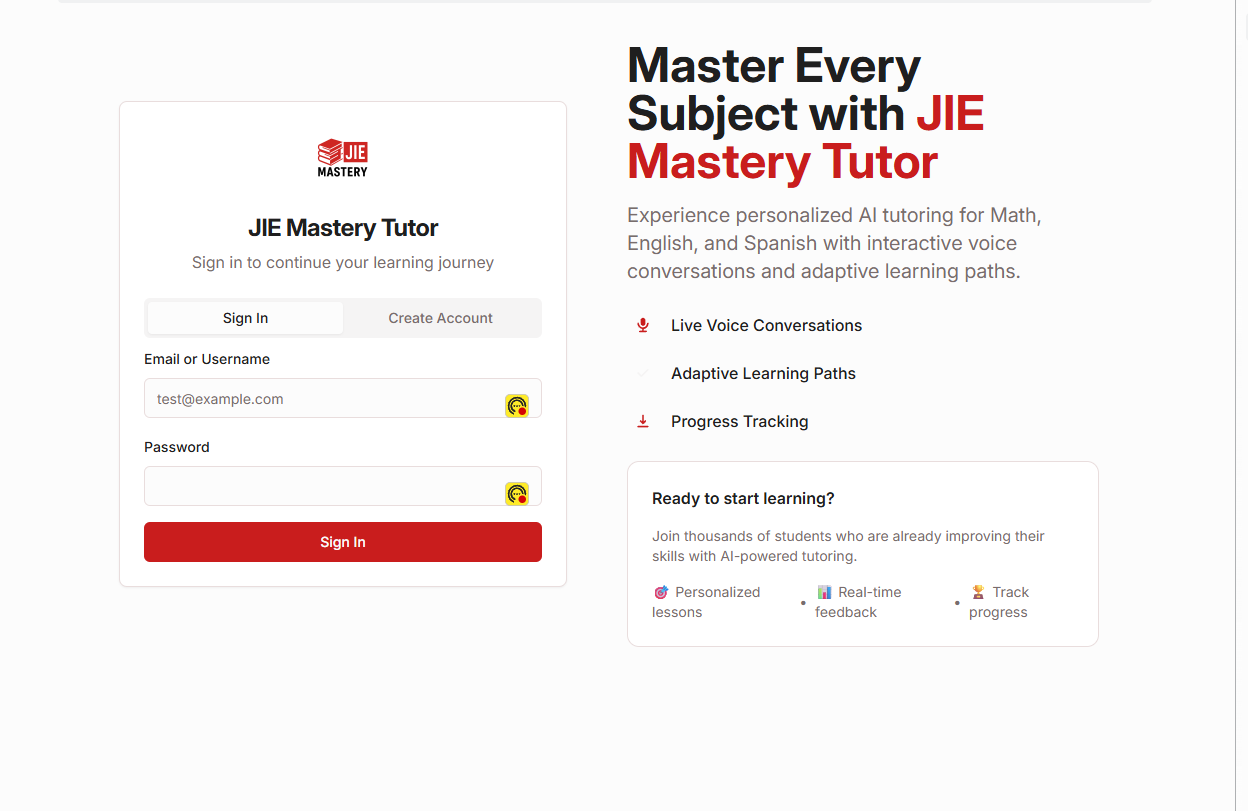 JIE
MASTERY
JIE Mastery Tutor
Sign in to continue your learning journey
Sign In
Create Account
Email or Username
test@example.com
Password
Sign In
Master Every
Subject with JIE
Mastery Tutor
Experience personalized AI tutoring for Math,
English, and Spanish with interactive voice
conversations and adaptive learning paths.
Live Voice Conversations
Adaptive Learning Paths
Progress Tracking
Ready to start learning?
Join thousands of students who are already improving their
skills with AI-powered tutoring.
🎯 Personalized
lessons
• 📊 Real-time
feedback
• 🏆 Track
progress